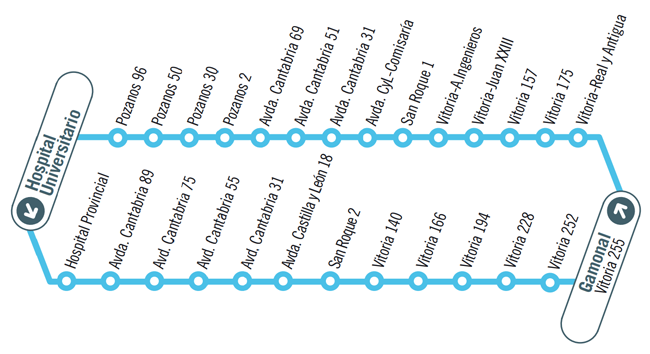 Hospital
Universitario
Pozanos 96
Pozanos 50
Pozanos 30
Pozanos 2
Avda. Cantabria 69
Avda. Cantabria 51
Avda. Cantabria 31
Avda. CyL-Comisaría
San Roque 1
Vitoria-A.Ingenieros
Vitoria-Juan XXIII
Vitoria 157
Vitoria 175
Vitoria-Real y Antigua
Hospital Provincial
Avda. Cantabria 89
Avd. Cantabria 75
Avd. Cantabria 55
Avd. Cantabria 31
Avda. Castilla y León 18
San Roque 2
Vitoria 140
Vitoria 166
Vitoria 194
Vitoria 228
Vitoria 252
Gamonal
Vitoria 255